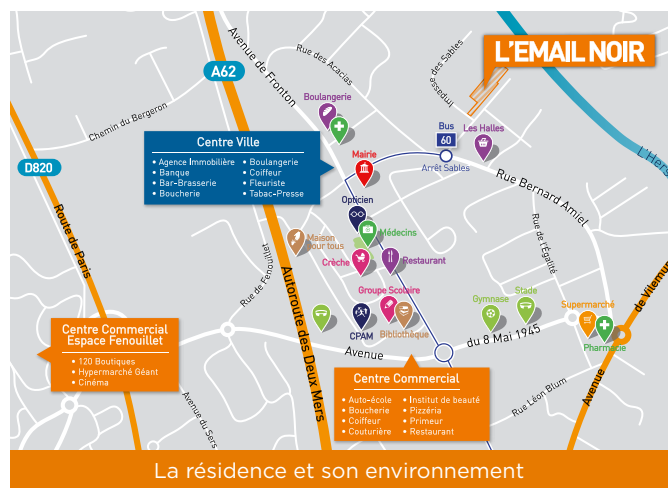 L'EMAIL NOIR
A62
Avenue de Fronton
Rue des Acacias
Impasse des Sables
Boulangerie
Chemin du Bergeron
Bus
60
Les Halles
Arrêt Sables
L'Hers
Centre Ville
• Agence Immobilière
• Banque
• Bar-Brasserie
• Boucherie
• Boulangerie
• Coiffeur
• Fleuriste
• Tabac-Presse
Mairie
Rue Bernard Amiel
D820
Opticien
Médecins
Maison pour tous
Crèche
Restaurant
Rue de l'Égalité
Route de Paris
Rue de Fenouillet
Autoroute des Deux Mers
Groupe Scolaire
CPAM
Bibliothèque
Gymnase
Stade
Supermarché
Pharmacie
de Vilemur
Centre Commercial
Espace Fenouillet
• 120 Boutiques
• Hypermarché Géant
• Cinéma
Avenue
du 8 Mai 1945
Centre Commercial
• Auto-école
• Boucherie
• Coiffeur
• Couturière
• Institut de beauté
• Pizzéria
• Primeur
• Restaurant
Rue Léon Blum
Avenue
Avenue du Sers
La résidence et son environnement